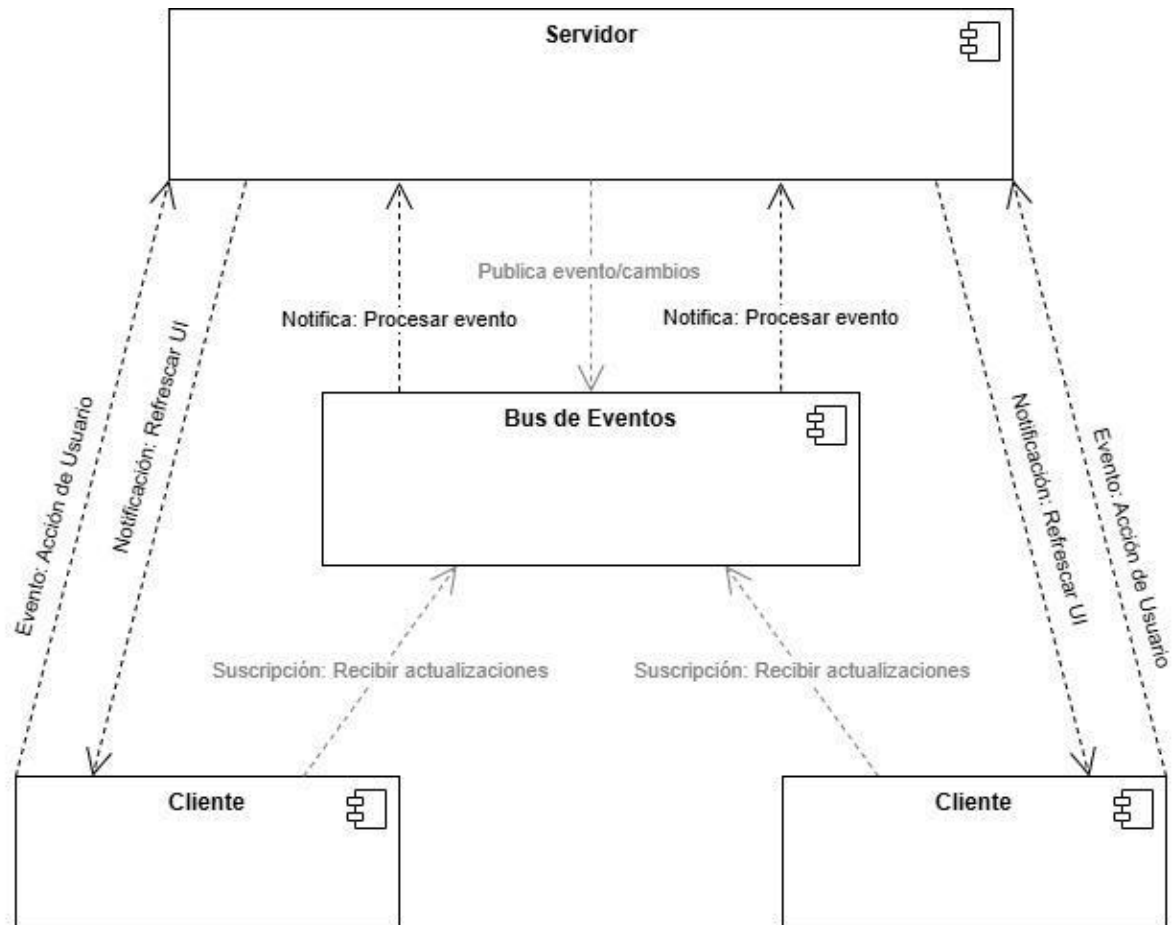 Servidor
Publica evento/cambios
Notifica: Procesar evento
Notifica: Procesar evento
Evento: Acción de Usuario
Notificación: Refrescar UI
Notificación: Refrescar UI
Evento: Acción de Usuario
Bus de Eventos
Suscripción: Recibir actualizaciones
Suscripción: Recibir actualizaciones
Cliente
Cliente